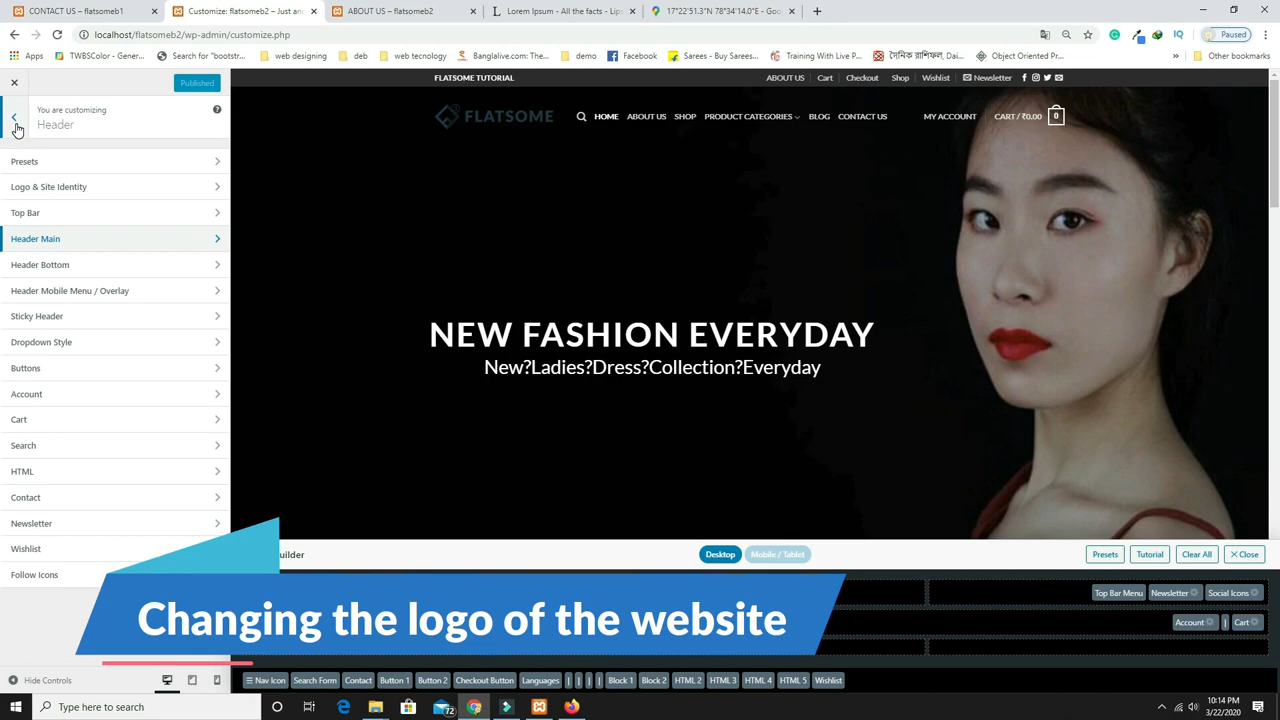 CONTACT US – flatsomeb1
Customize: FLATSOMEB2 – Just and
ABOUT US – flatsomeb2
Lorem Ipsum - All the facts - Lips
17°22'51.3"N 78°34'14.0"E - Goo
localhost/flatsomeb2/wp-admin/customize.php
Paused
Apps
TWBSColor - Gener...
Search for "bootstr...
web designing
deb
web tecnology
Banglalive.com
demo
Facebook
Sarees – Buy Sarees...
Training With Live P...
দৈনিক রাশিফল, Dai...
Object Oriented Pr...
Other bookmarks
Published
You are customizing
Header
Presets
Logo & Site Identity
Top Bar
Header Main
Header Bottom
Header Mobile Menu / Overlay
Sticky Header
Dropdown Style
Buttons
Account
Cart
Search
HTML
Contact
Newsletter
Wishlist
Follow Icons
Hide Controls
FLATSOME TUTORIAL
ABOUT US Cart Checkout Shop Wishlist Newsletter
FLATSOME
HOME ABOUT US SHOP PRODUCT CATEGORIES BLOG CONTACT US
MY ACCOUNT CART / ₹0.00 0
NEW FASHION EVERYDAY
New?Ladies?Dress?Collection?Everyday
uilder
Desktop Mobile / Tablet
Presets Tutorial Clear All Close
Top Bar Menu Newsletter Social Icons
Account | Cart
Changing the logo of the website
Nav Icon Search Form Contact Button 1 Button 2 Checkout Button Languages | | | | Block 1 Block 2 HTML 2 HTML 3 HTML 4 HTML 5 Wishlist
Type here to search
72
10:14 PM
3/22/2020